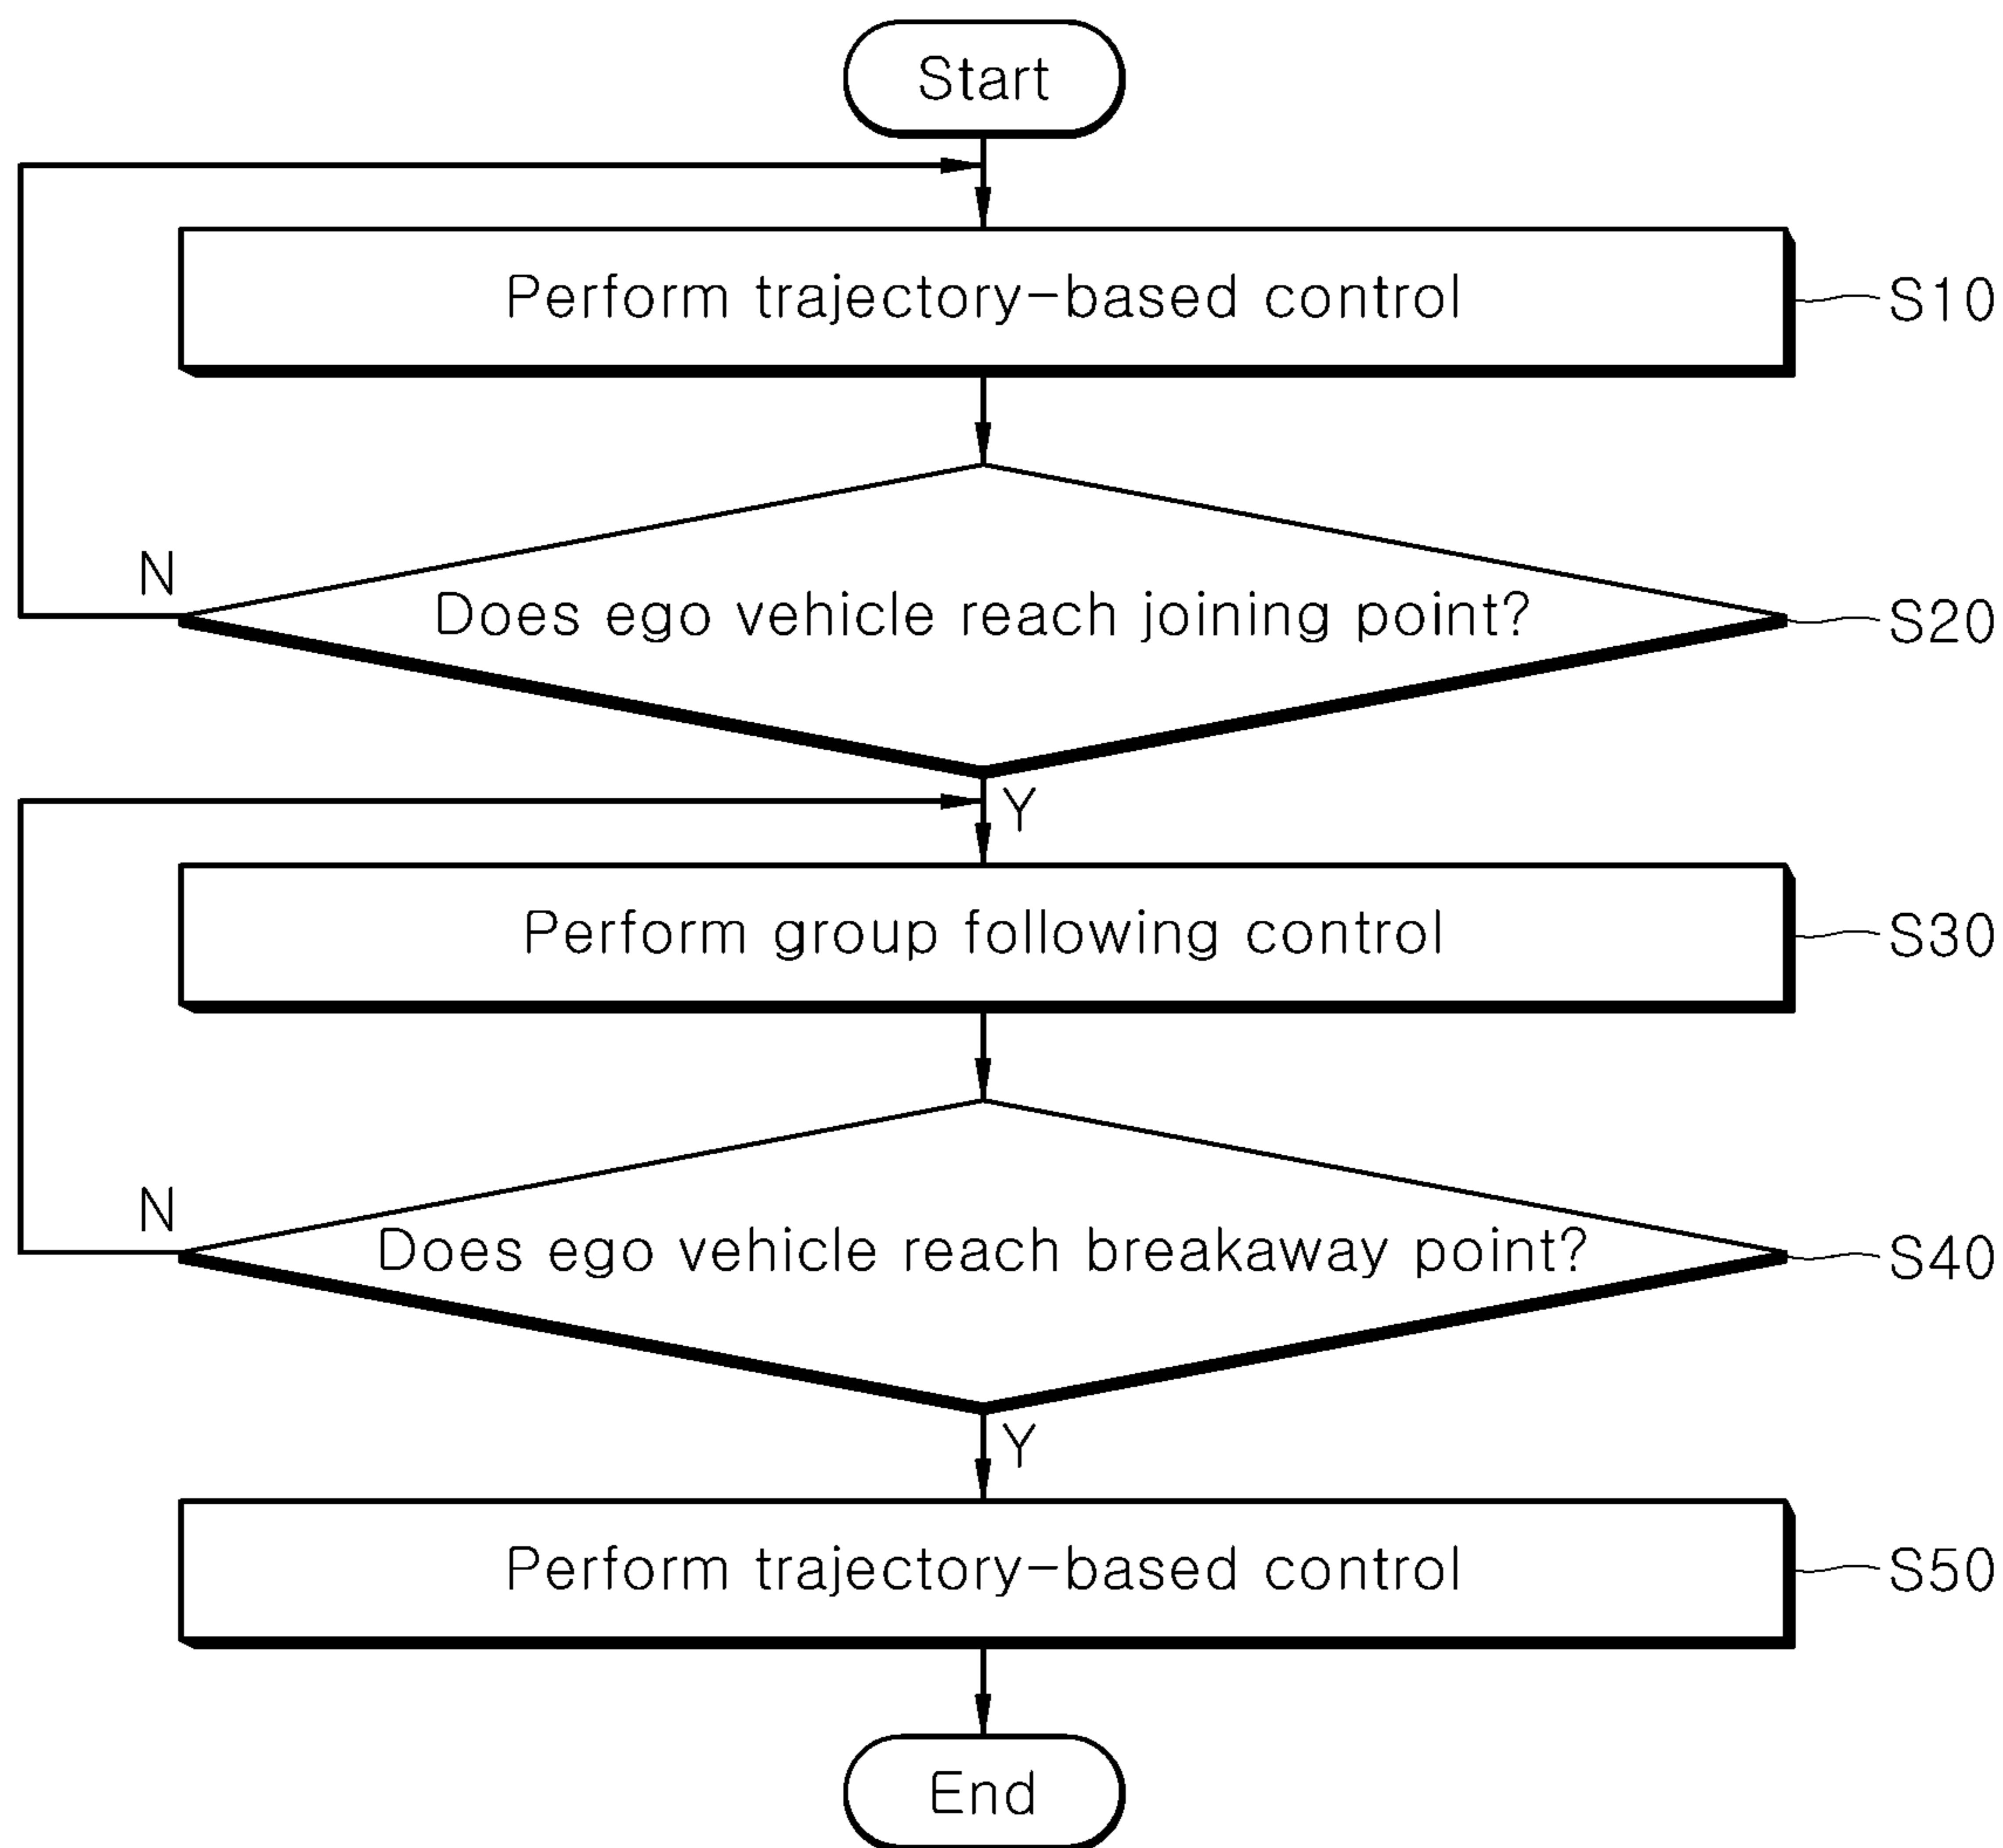 Start
Perform trajectory-based control
S10
N
Does ego vehicle reach joining point?
S20
Y
Perform group following control
S30
N
Does ego vehicle reach breakaway point?
S40
Y
Perform trajectory-based control
S50
End